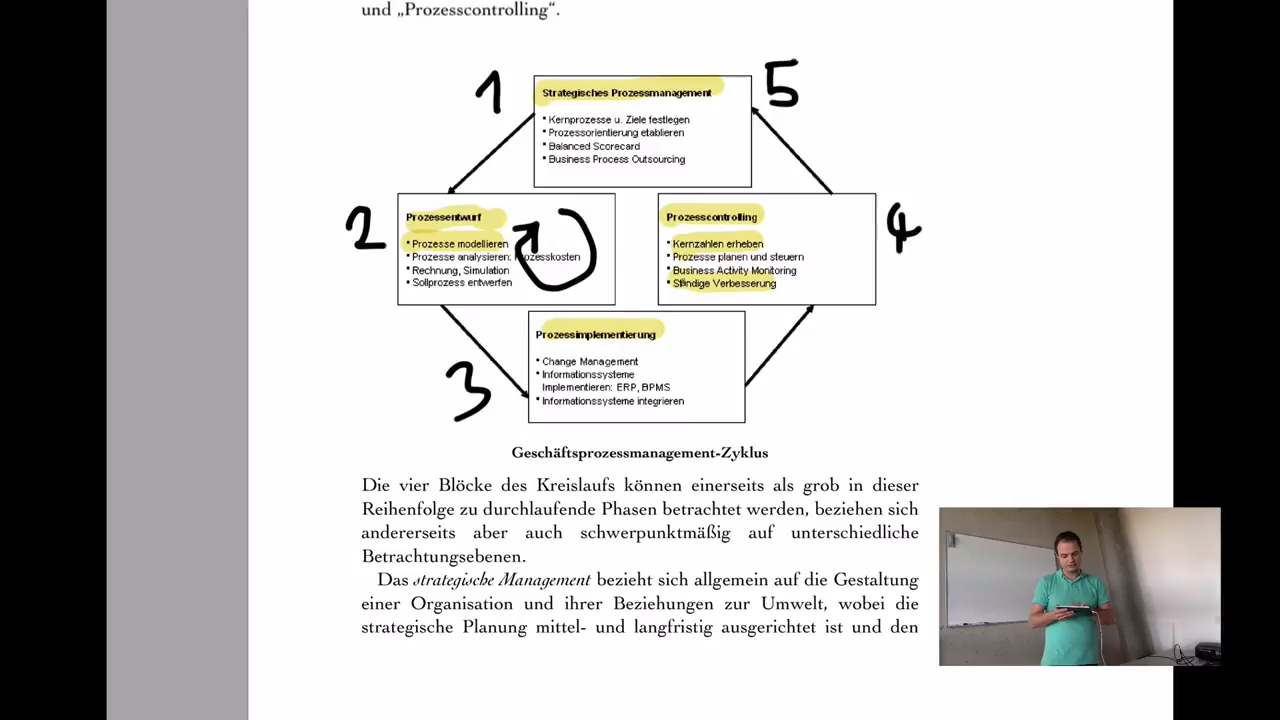 und „Prozesscontrolling“.
1
5
Strategisches Prozessmanagement
• Kernprozesse u. Ziele festlegen
• Prozessorientierung etablieren
• Balanced Scorecard
• Business Process Outsourcing
2
Prozessentwurf
• Prozesse modellieren
• Prozesse analysieren: Prozesskosten
• Rechnung, Simulation
• Sollprozess entwerfen
Prozesscontrolling
• Kernzahlen erheben
• Prozesse planen und steuern
• Business Activity Monitoring
• Ständige Verbesserung
4
3
Prozessimplementierung
• Change Management
• Informationssysteme
Implementieren: ERP, BPMS
• Informationssysteme integrieren
Geschäftsprozessmanagement-Zyklus
Die vier Blöcke des Kreislaufs können einerseits als grob in dieser
Reihenfolge zu durchlaufende Phasen betrachtet werden, beziehen sich
andererseits aber auch schwerpunktmäßig auf unterschiedliche
Betrachtungsebenen.
Das strategische Management bezieht sich allgemein auf die Gestaltung
einer Organisation und ihrer Beziehungen zur Umwelt, wobei die
strategische Planung mittel- und langfristig ausgerichtet ist und den